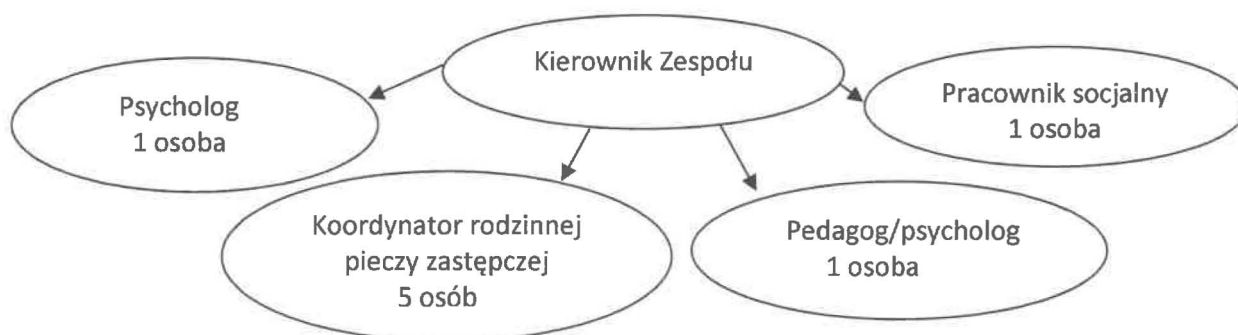 Kierownik Zespołu
Psycholog
1 osoba
Pracownik socjalny
1 osoba
Koordynator rodzinnej
pieczy zastępczej
5 osób
Pedagog/psycholog
1 osoba